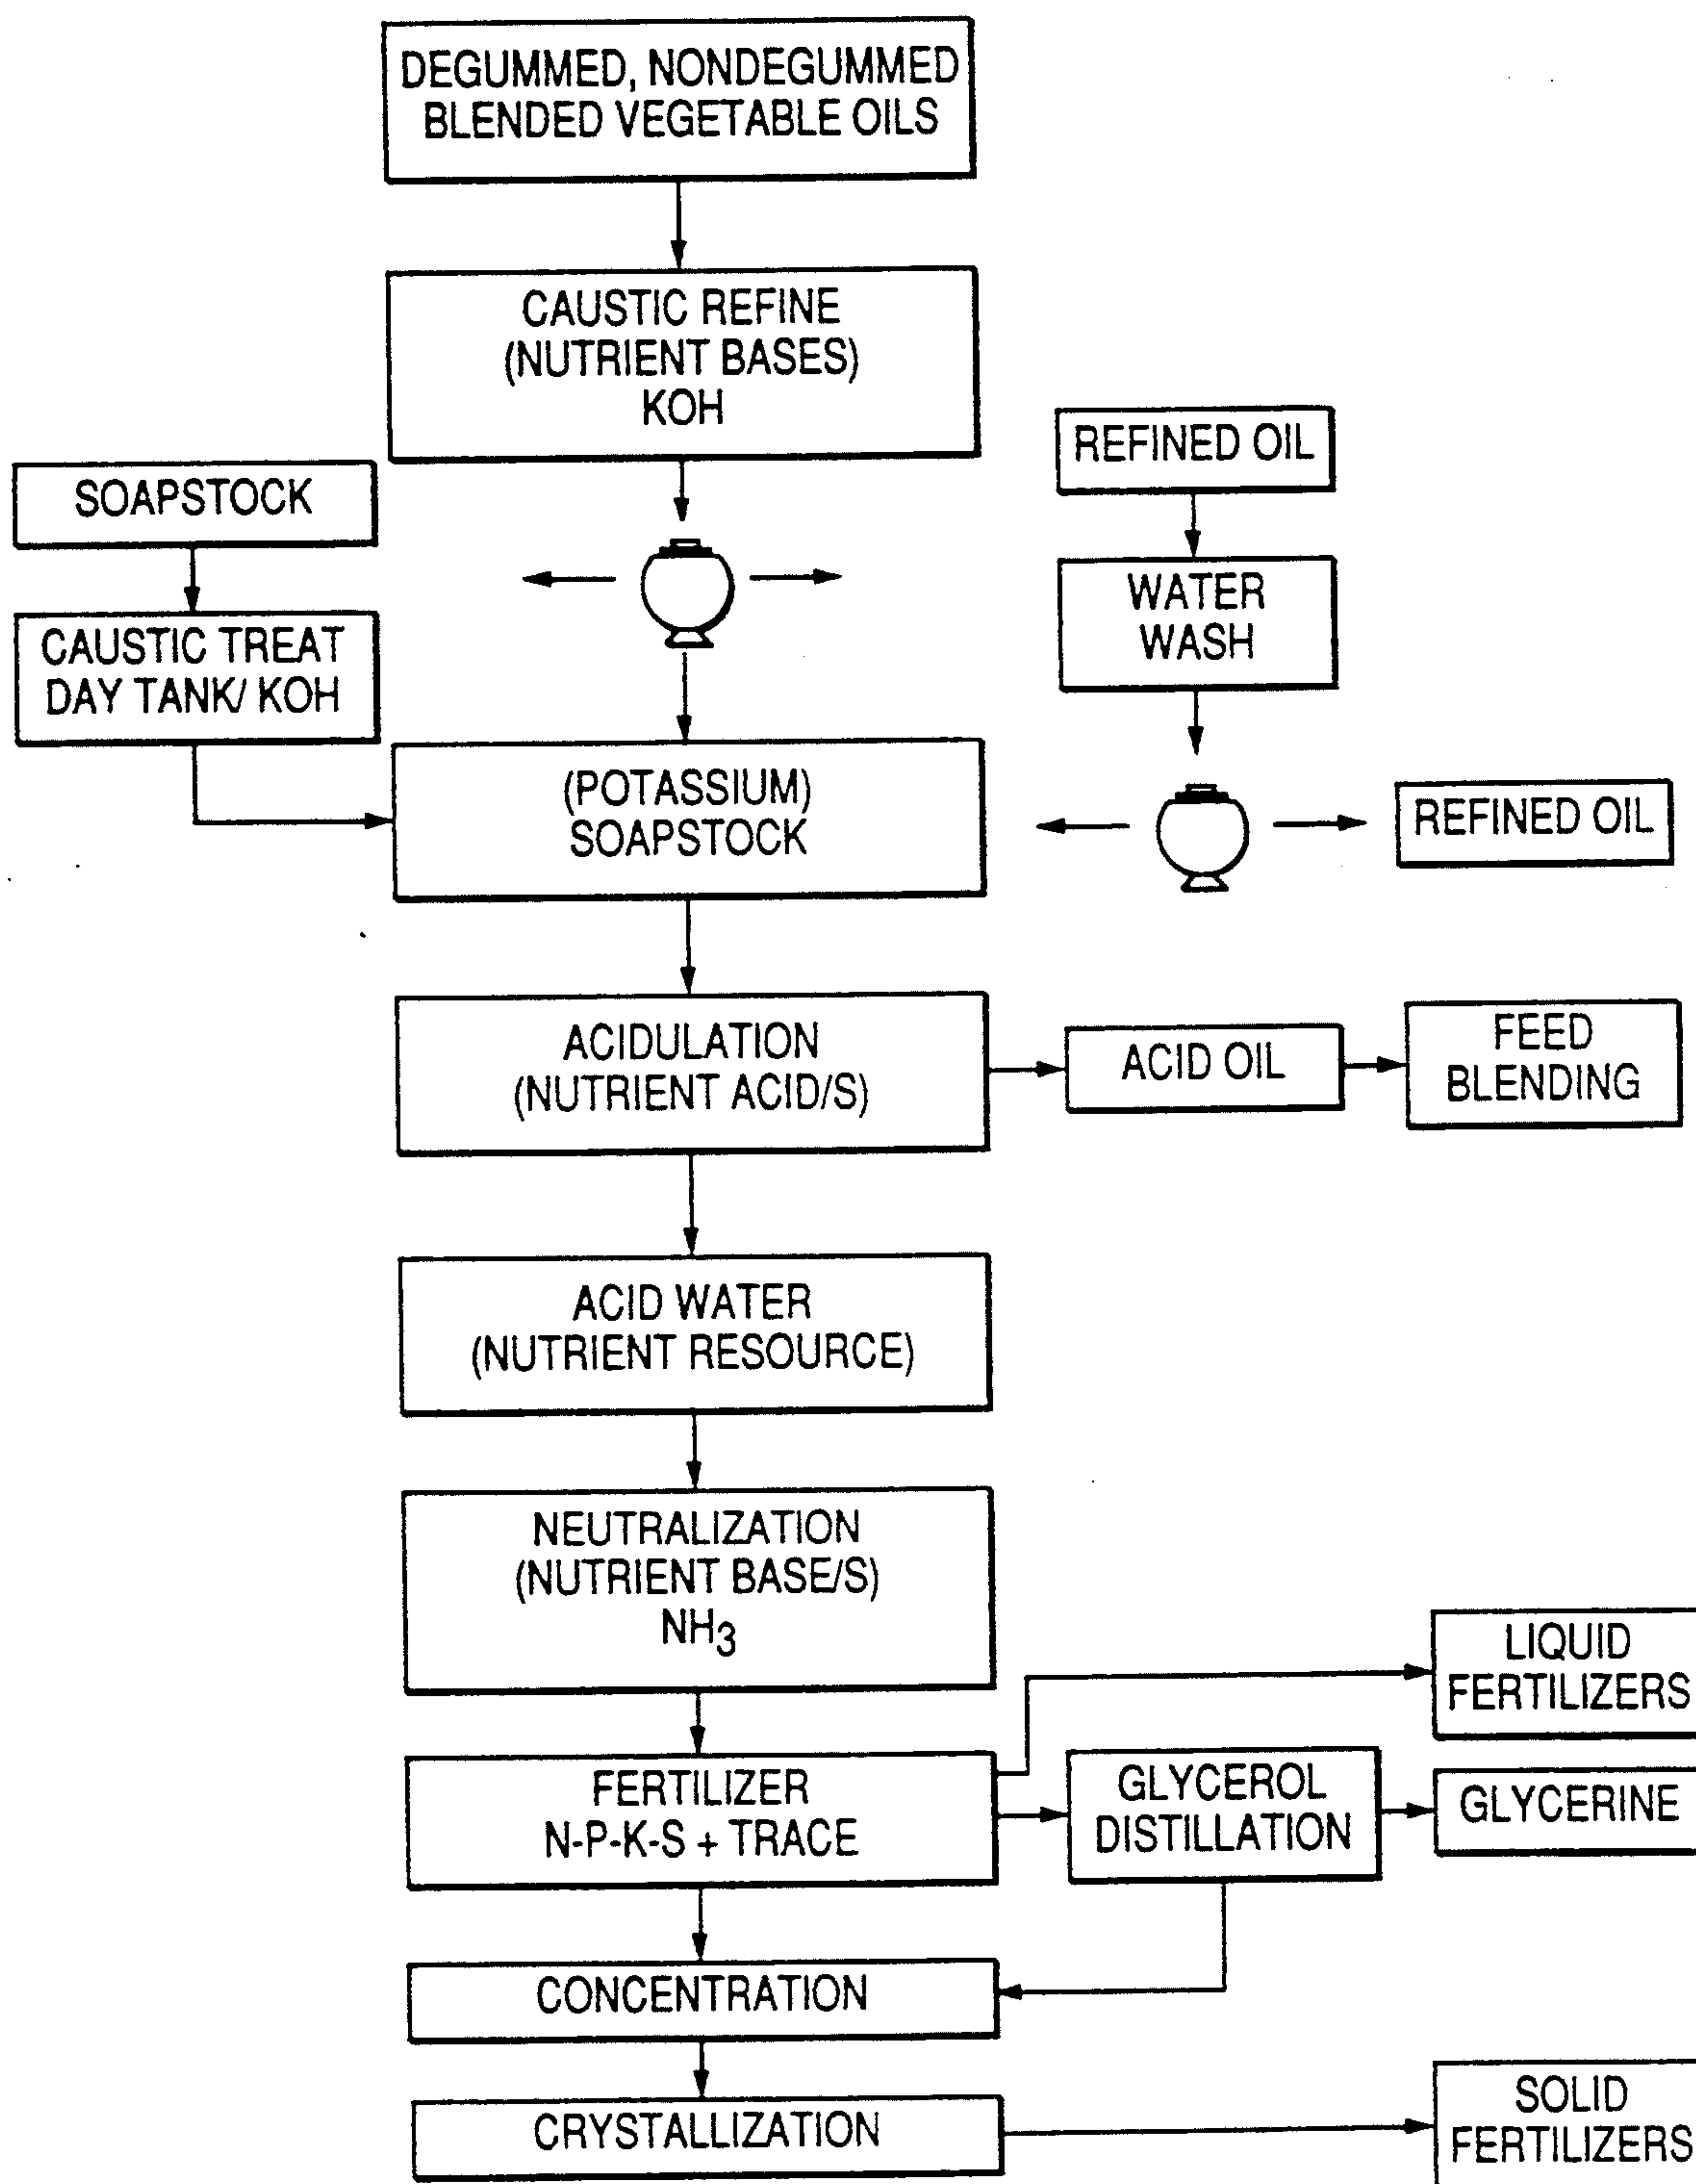 DEGUMMED, NONDEGUMMED
BLENDED VEGETABLE OILS
CAUSTIC REFINE
(NUTRIENT BASES)
KOH
REFINED OIL
SOAPSTOCK
WATER
WASH
CAUSTIC TREAT
DAY TANK/ KOH
(POTASSIUM)
SOAPSTOCK
REFINED OIL
ACIDULATION
(NUTRIENT ACID/S)
ACID OIL
FEED
BLENDING
ACID WATER
(NUTRIENT RESOURCE)
NEUTRALIZATION
(NUTRIENT BASE/S)
NH3
LIQUID
FERTILIZERS
FERTILIZER
N-P-K-S + TRACE
GLYCEROL
DISTILLATION
GLYCERINE
CONCENTRATION
CRYSTALLIZATION
SOLID
FERTILIZERS